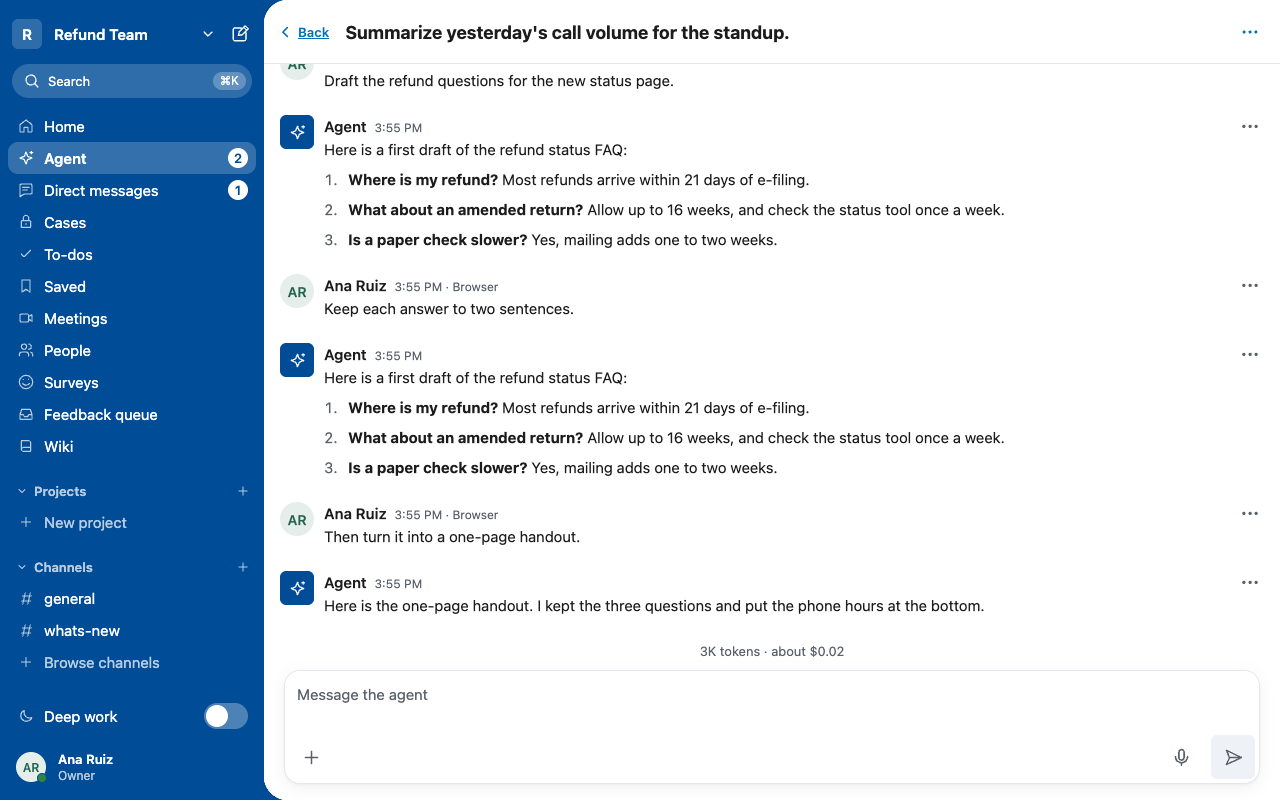 R
Refund Team
Search
⌘K
Home
Agent
2
Direct messages
1
Cases
To-dos
Saved
Meetings
People
Surveys
Feedback queue
Wiki
Projects
New project
Channels
# general
# whats-new
Browse channels
Deep work
AR
Ana Ruiz
Owner
Back
Summarize yesterday's call volume for the standup.
AR
Draft the refund questions for the new status page.
Agent 3:55 PM
Here is a first draft of the refund status FAQ:
1. Where is my refund? Most refunds arrive within 21 days of e-filing.
2. What about an amended return? Allow up to 16 weeks, and check the status tool once a week.
3. Is a paper check slower? Yes, mailing adds one to two weeks.
AR
Ana Ruiz 3:55 PM · Browser
Keep each answer to two sentences.
Agent 3:55 PM
Here is a first draft of the refund status FAQ:
1. Where is my refund? Most refunds arrive within 21 days of e-filing.
2. What about an amended return? Allow up to 16 weeks, and check the status tool once a week.
3. Is a paper check slower? Yes, mailing adds one to two weeks.
AR
Ana Ruiz 3:55 PM · Browser
Then turn it into a one-page handout.
Agent 3:55 PM
Here is the one-page handout. I kept the three questions and put the phone hours at the bottom.
3K tokens · about $0.02
Message the agent